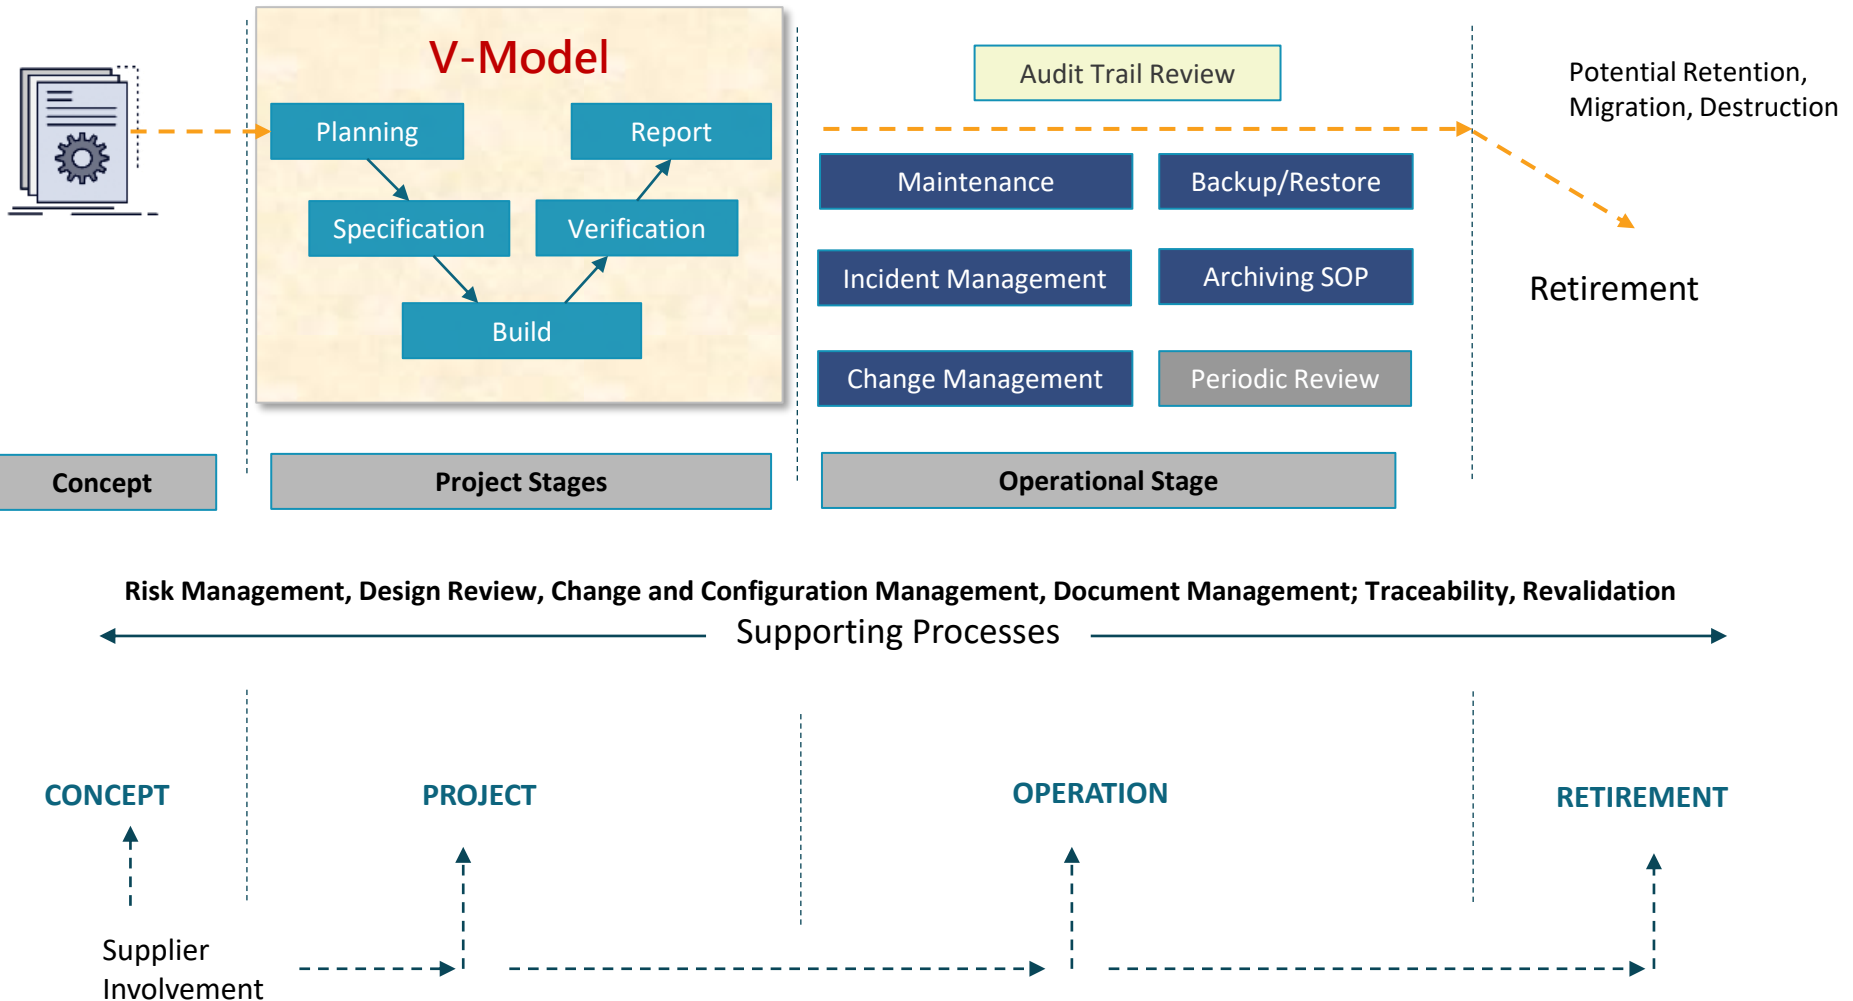 V-Model
Planning
Report
Specification
Verification
Build
Audit Trail Review
Maintenance
Backup/Restore
Incident Management
Archiving SOP
Change Management
Periodic Review
Potential Retention,
Migration, Destruction
Retirement
Concept
Project Stages
Operational Stage
Risk Management, Design Review, Change and Configuration Management, Document Management; Traceability, Revalidation
Supporting Processes
CONCEPT
PROJECT
OPERATION
RETIREMENT
Supplier
Involvement